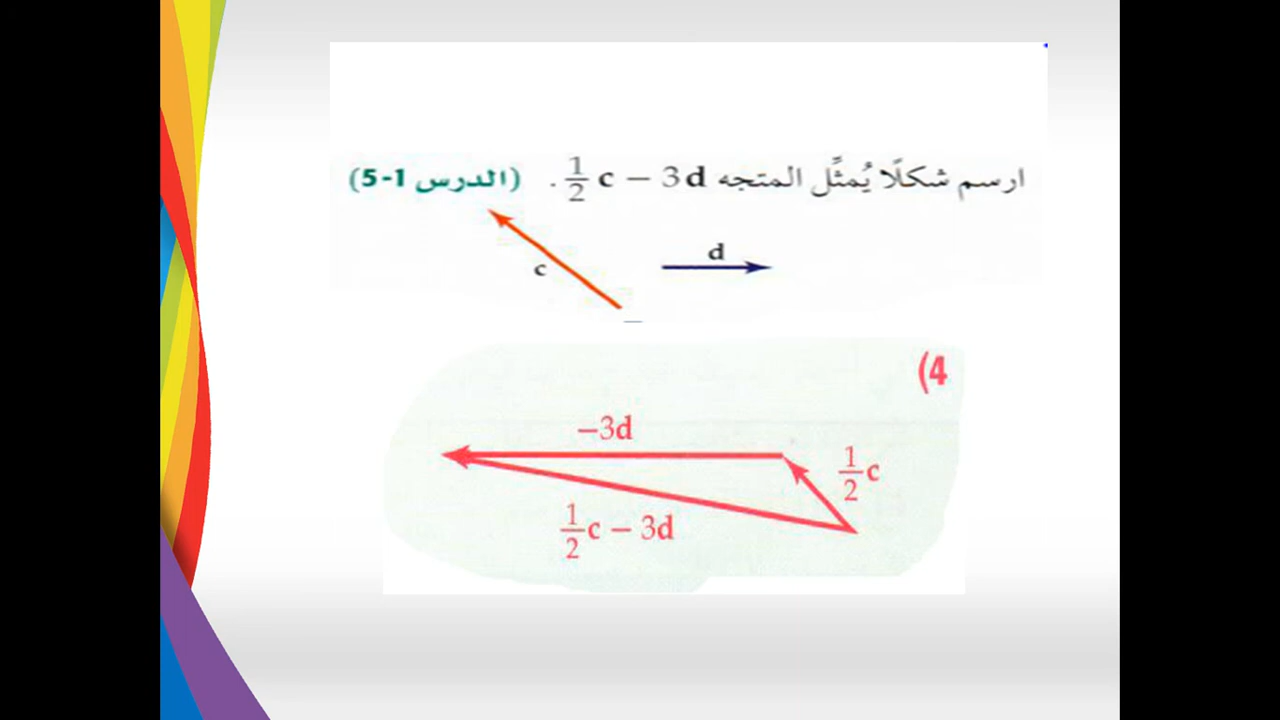 ارسم شكلًا يُمثِّل المتجه 1/2 c − 3d . (الدرس 1-5)
d
c
(4
−3d
1/2 c
1/2 c − 3d